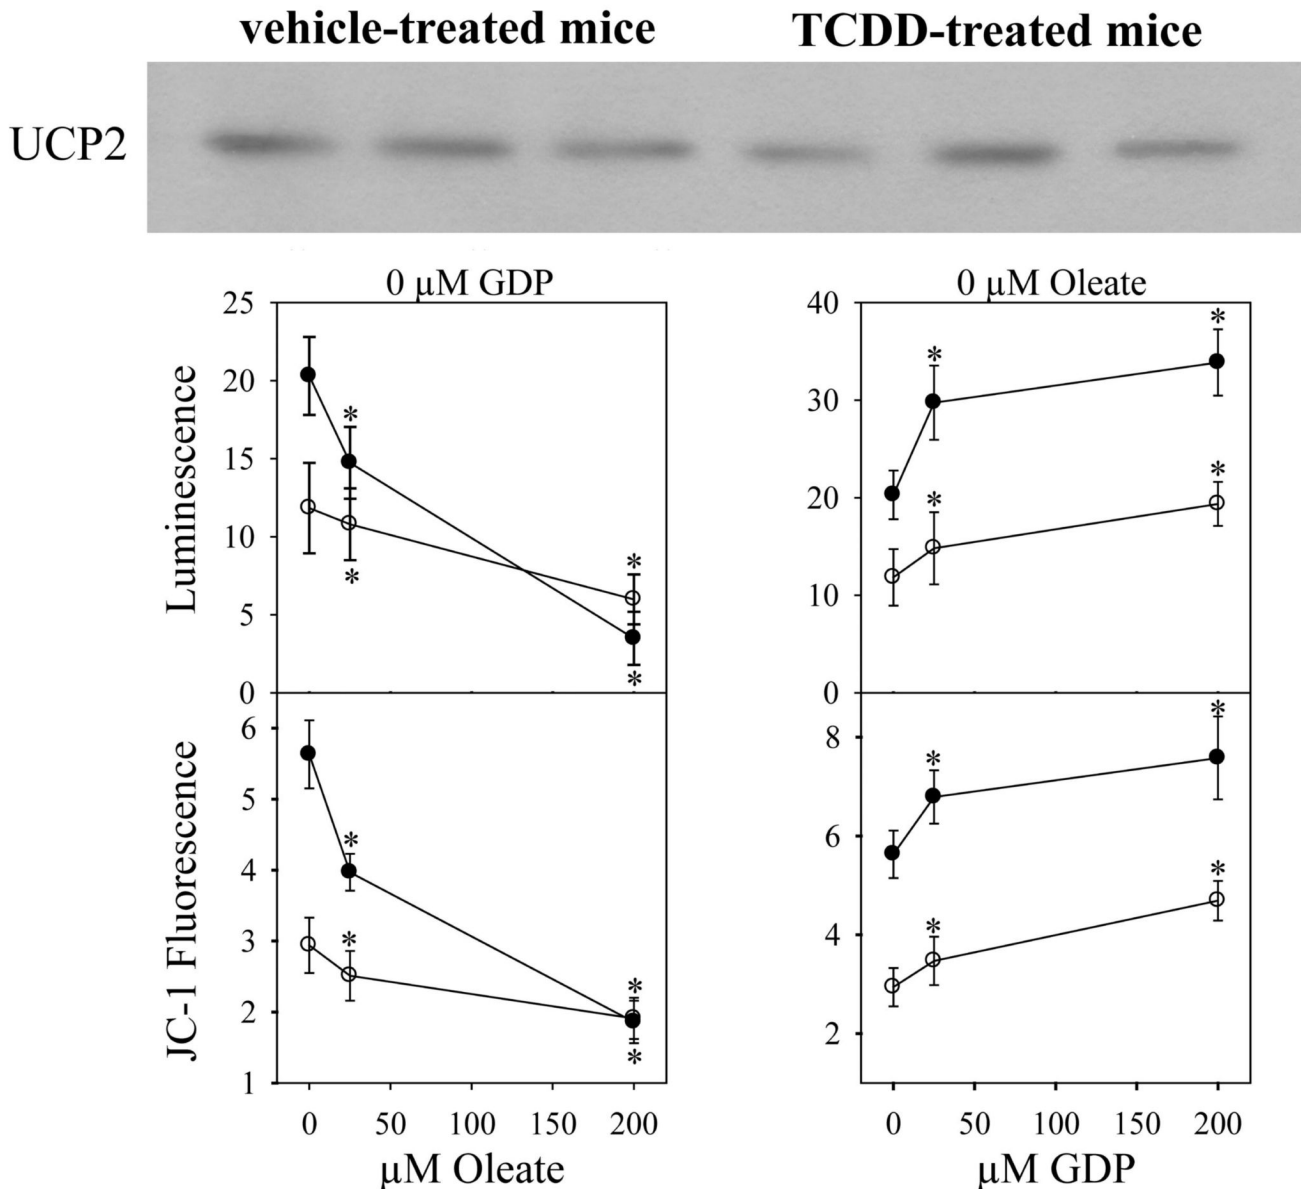 vehicle-treated mice TCDD-treated mice
UCP2
0 µM GDP 0 µM Oleate
Luminescence
25
20
15
10
5
0
40
30
20
10
0
* * * *
* * * *
JC-1 Fluorescence
6
5
4
3
2
1
8
6
4
2
* * * *
* * * *
0 50 100 150 200
0 50 100 150 200
µM Oleate µM GDP